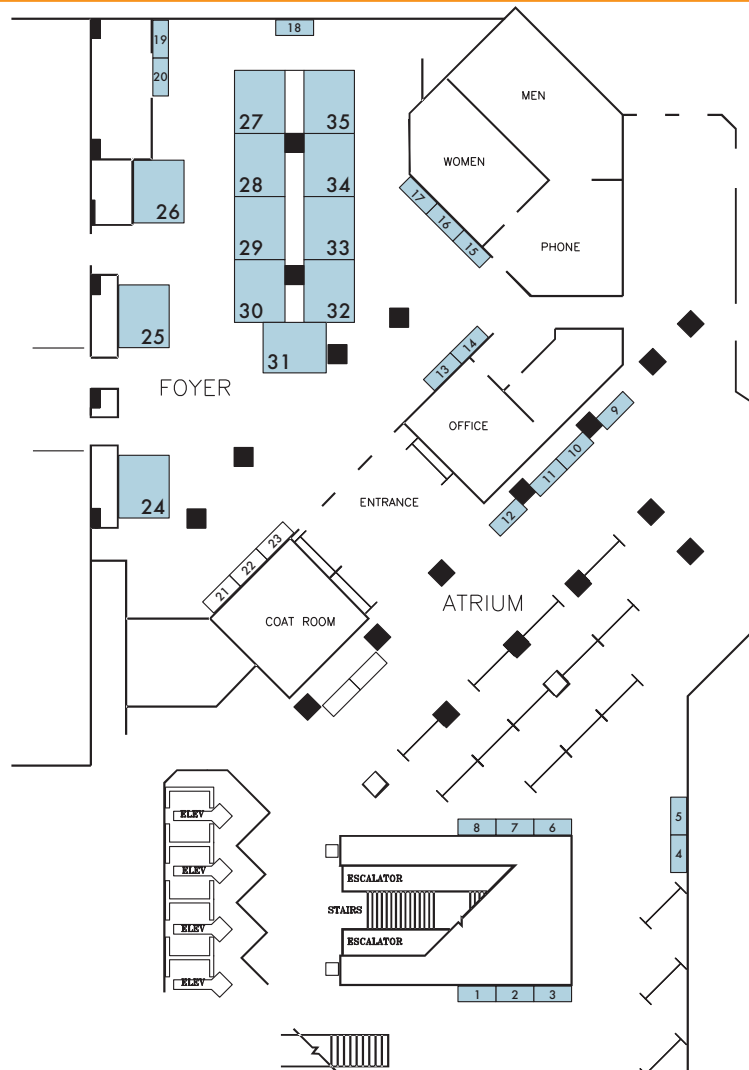 18
19
20
MEN
27
35
WOMEN
28
34
26
17
16
15
29
33
PHONE
30
32
25
31
14
13
FOYER
9
OFFICE
10
11
24
ENTRANCE
12
23
22
21
ATRIUM
COAT ROOM
5
ELEV
8
7
6
4
ELEV
ESCALATOR
STAIRS
ELEV
ESCALATOR
ELEV
1
2
3